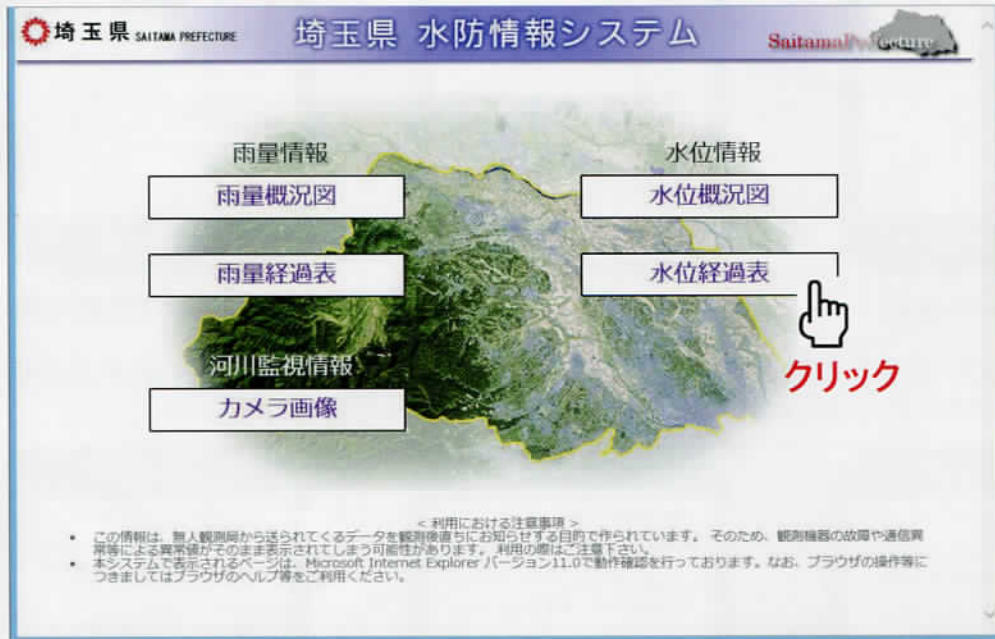 埼玉県 SAITAMA PREFECTURE
埼玉県 水防情報システム
SaitamaPrefecture
雨量情報
水位情報
雨量概況図
水位概況図
雨量経過表
水位経過表
河川監視情報
クリック
カメラ画像
< 利用における注意事項 >
• この情報は、無人観測局から送られてくるデータを観測後直ちにお知らせする目的で作られています。 そのため、観測機器の故障や通信異
常等による異常値がそのまま表示されてしまう可能性があります。 利用の際はご注意下さい。
• 本システムで表示されるページは、Microsoft Internet Explorer バージョン11.0で動作確認を行っております。なお、ブラウザの操作等に
つきましてはブラウザのヘルプ等をご利用ください。